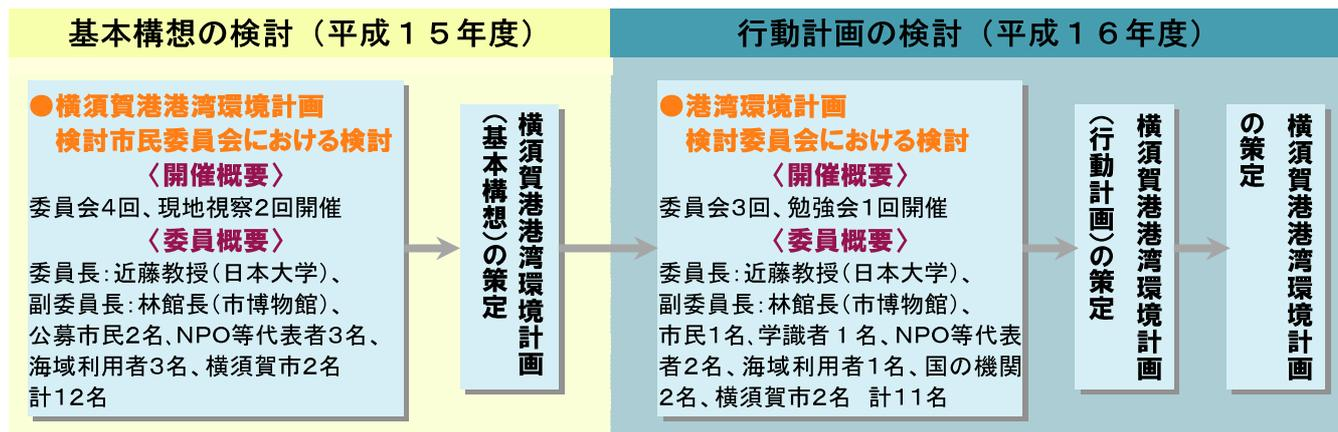 基本構想の検討（平成１５年度）
●横須賀港港湾環境計画
検討市民委員会における検討
〈開催概要〉
委員会4回、現地視察2回開催
〈委員概要〉
委員長：近藤教授（日本大学）、
副委員長：林館長（市博物館）、
公募市民2名、NPO等代表者3名、
海域利用者3名、横須賀市2名
計12名
横須賀港港湾環境計画
（基本構想）の策定
行動計画の検討（平成１６年度）
●港湾環境計画
検討委員会における検討
〈開催概要〉
委員会3回、勉強会1回開催
〈委員概要〉
委員長：近藤教授（日本大学）、
副委員長：林館長（市博物館）、
市民1名、学識者１名、NPO等代表
者2名、海域利用者1名、国の機関
2名、横須賀市2名　計11名
横須賀港港湾環境計画
（行動計画）の策定
横須賀港港湾環境計画
の策定